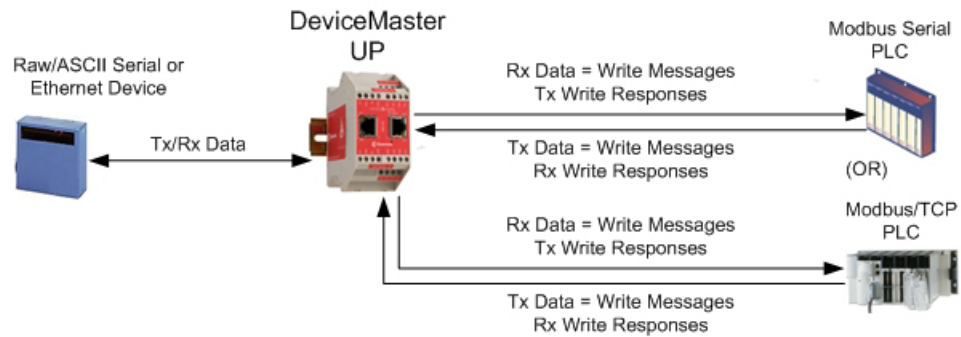 DeviceMaster
UP
Raw/ASCII Serial or
Ethernet Device
Tx/Rx Data
Rx Data = Write Messages
Tx Write Responses
Tx Data = Write Messages
Rx Write Responses
Modbus Serial
PLC
(OR)
Modbus/TCP
PLC
Rx Data = Write Messages
Tx Write Responses
Tx Data = Write Messages
Rx Write Responses